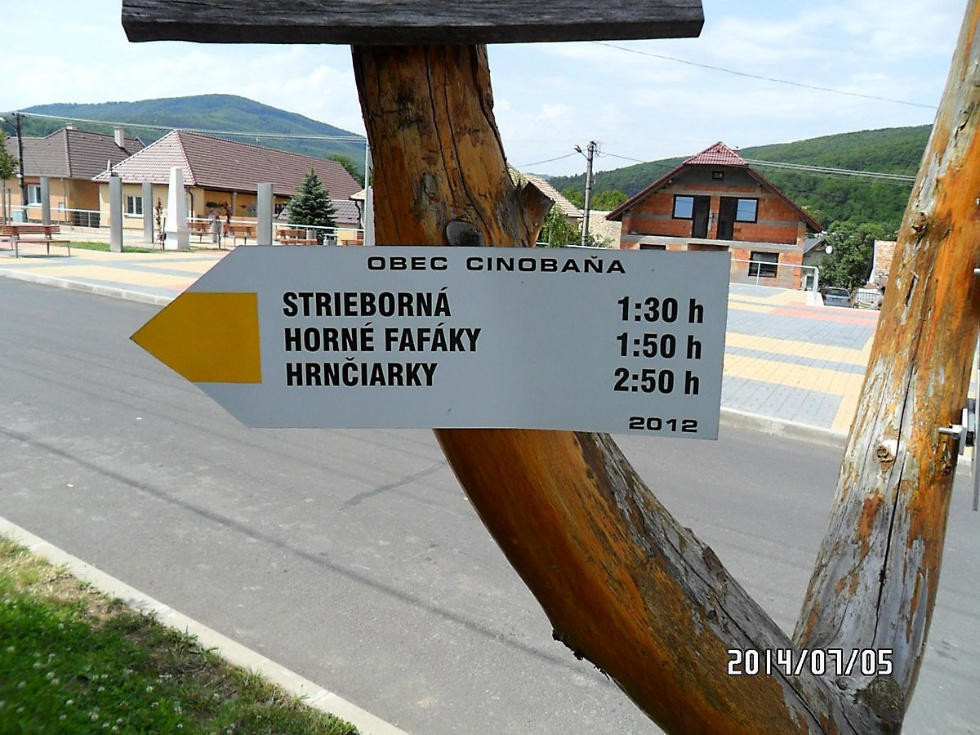 OBEC CINOBAŇA
STRIEBORNÁ 1:30 h
HORNÉ FAFÁKY 1:50 h
HRNČIARKY 2:50 h
2012
2014/07/05